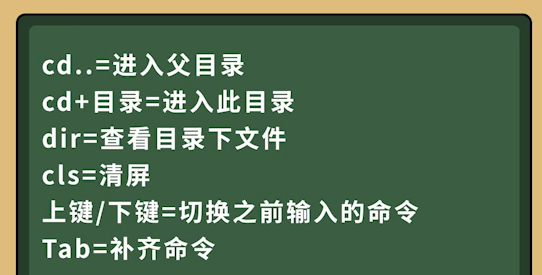 cd..=进入父目录
cd+目录=进入此目录
dir=查看目录下文件
cls=清屏
上键/下键=切换之前输入的命令
Tab=补齐命令